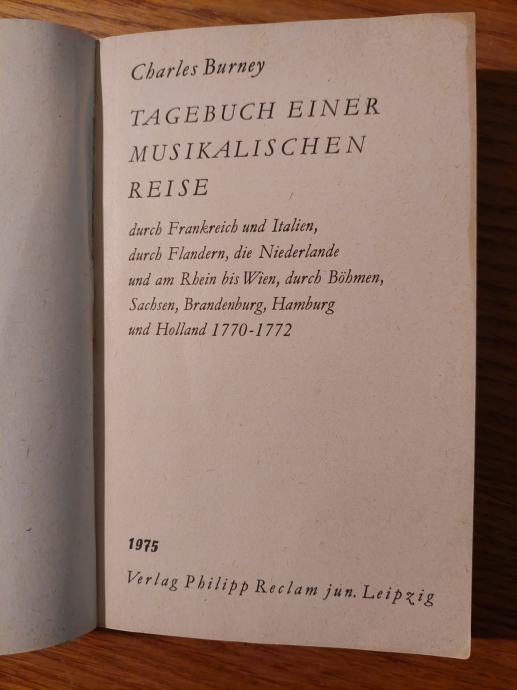 Charles Burney
TAGEBUCH EINER
MUSIKALISCHEN
REISE
durch Frankreich und Italien,
durch Flandern, die Niederlande
und am Rhein bis Wien, durch Böhmen,
Sachsen, Brandenburg, Hamburg
und Holland 1770-1772
1975
Verlag Philipp Reclam jun. Leipzig